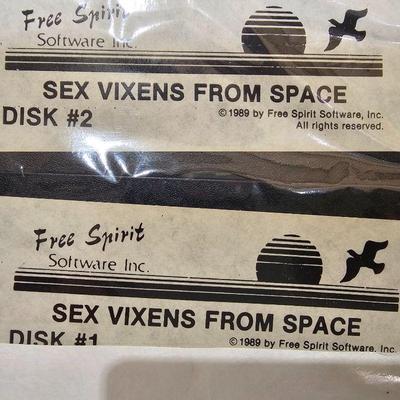 Free Spirit
Software Inc.
SEX VIXENS FROM SPACE
DISK #2
©1989 by Free Spirit Software, Inc.
All rights reserved.
Free Spirit
Software Inc.
SEX VIXENS FROM SPACE
DISK #1
©1989 by Free Spirit Software, Inc.